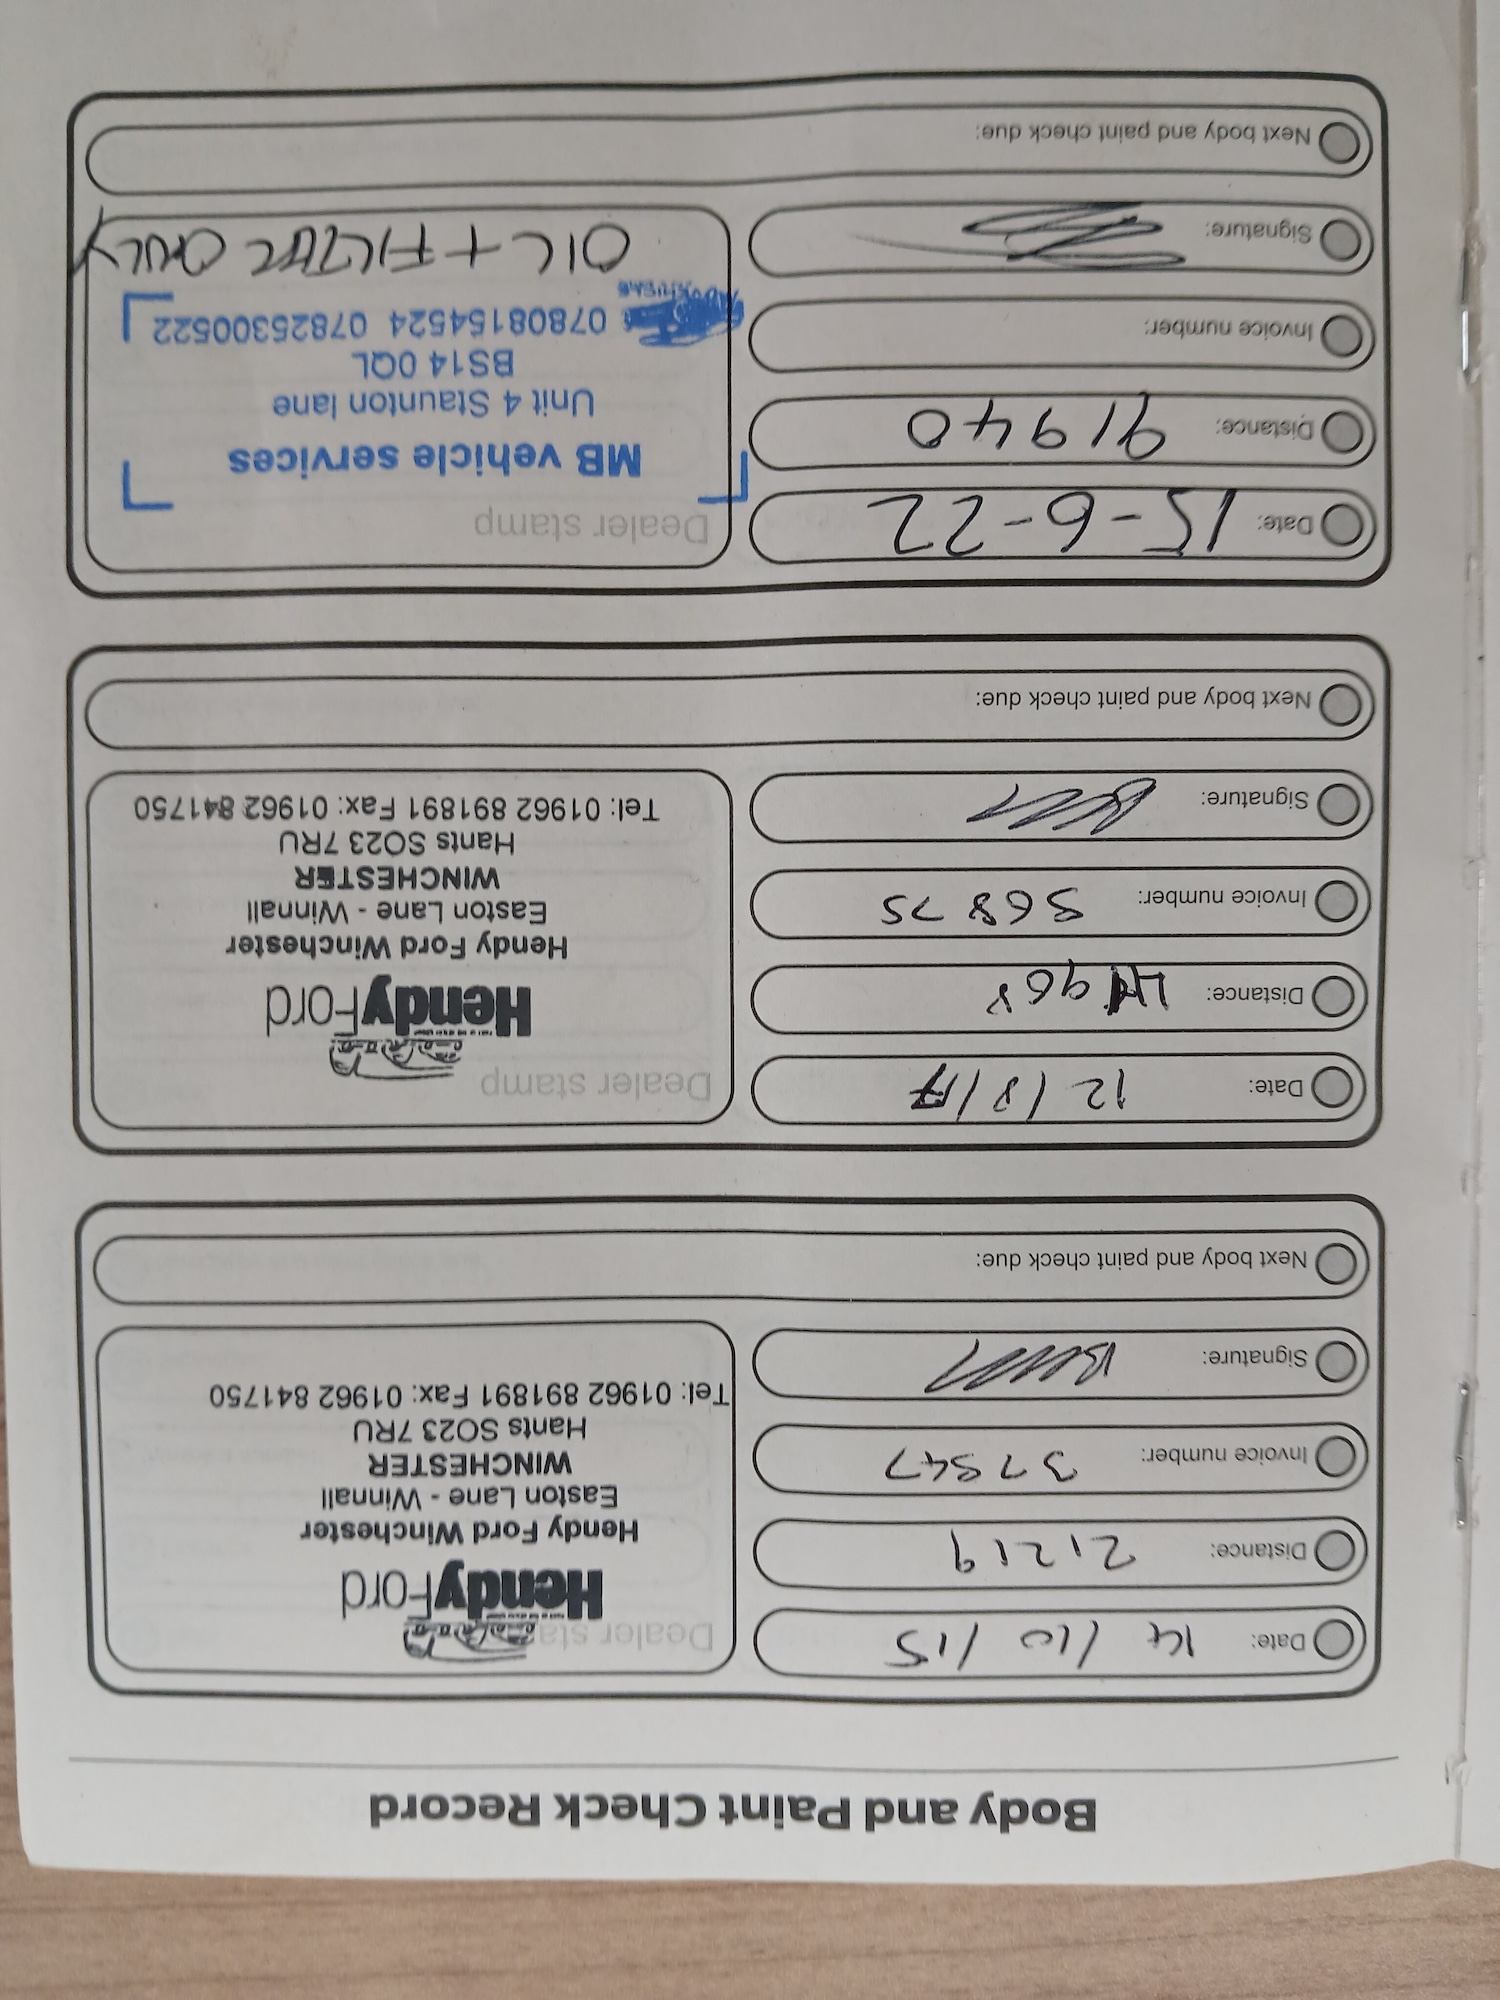 Body and Paint Check Record
Date: 14/10/15
Distance: 21219
Invoice number: 37547
Signature:
Next body and paint check due:
Dealer sta
HendyFord
Hendy Ford Winchester
Easton Lane - Winnall
WINCHESTER
Hants SO23 7RU
Tel: 01962 891891 Fax: 01962 841750
Date: 12/8/17
Distance:
Invoice number: 56875
Signature:
Next body and paint check due:
Dealer stamp
HendyFord
Hendy Ford Winchester
Easton Lane - Winnall
WINCHESTER
Hants SO23 7RU
Tel: 01962 891891 Fax: 01962 841750
Date: 15-6-22
Distance: 91940
Invoice number:
Signature:
Next body and paint check due:
Dealer stamp
MB vehicle services
Unit 4 Staunton lane
BS14 0QL
07808154524 07825300522
OIL + FILTER ONLY